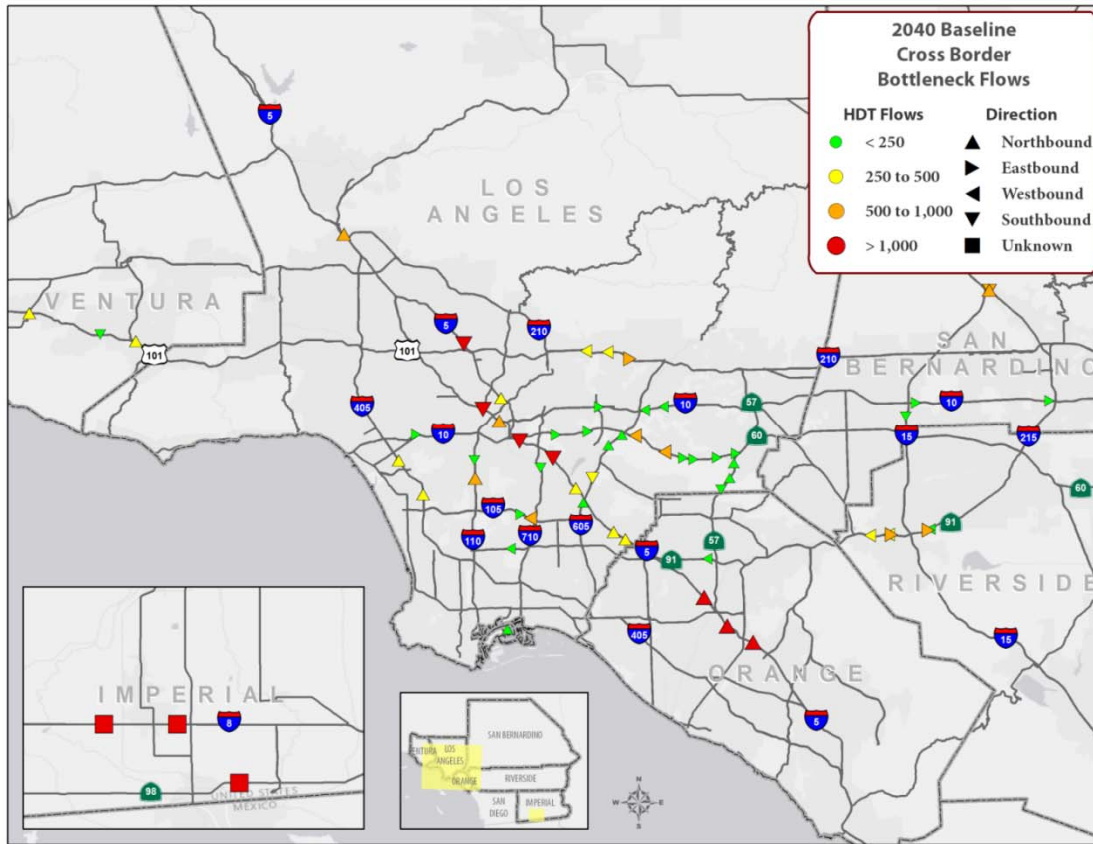 2040 Baseline
Cross Border
Bottleneck Flows
HDT Flows
Direction
< 250
Northbound
250 to 500
Eastbound
Westbound
500 to 1,000
Southbound
> 1,000
Unknown
5
LOS
ANGELES
VENTURA
101
5
210
101
210
SAN
BERNARDINO
405
10
10
57
10
60
15
215
60
105
110
710
605
5
91
57
91
RIVERSIDE
405
15
ORANGE
5
IMPERIAL
8
98
UNITED STATES
MEXICO
SAN BERNARDINO
VENTURA
LOS
ANGELES
ORANGE
RIVERSIDE
SAN
DIEGO
IMPERIAL
N
W
E
S